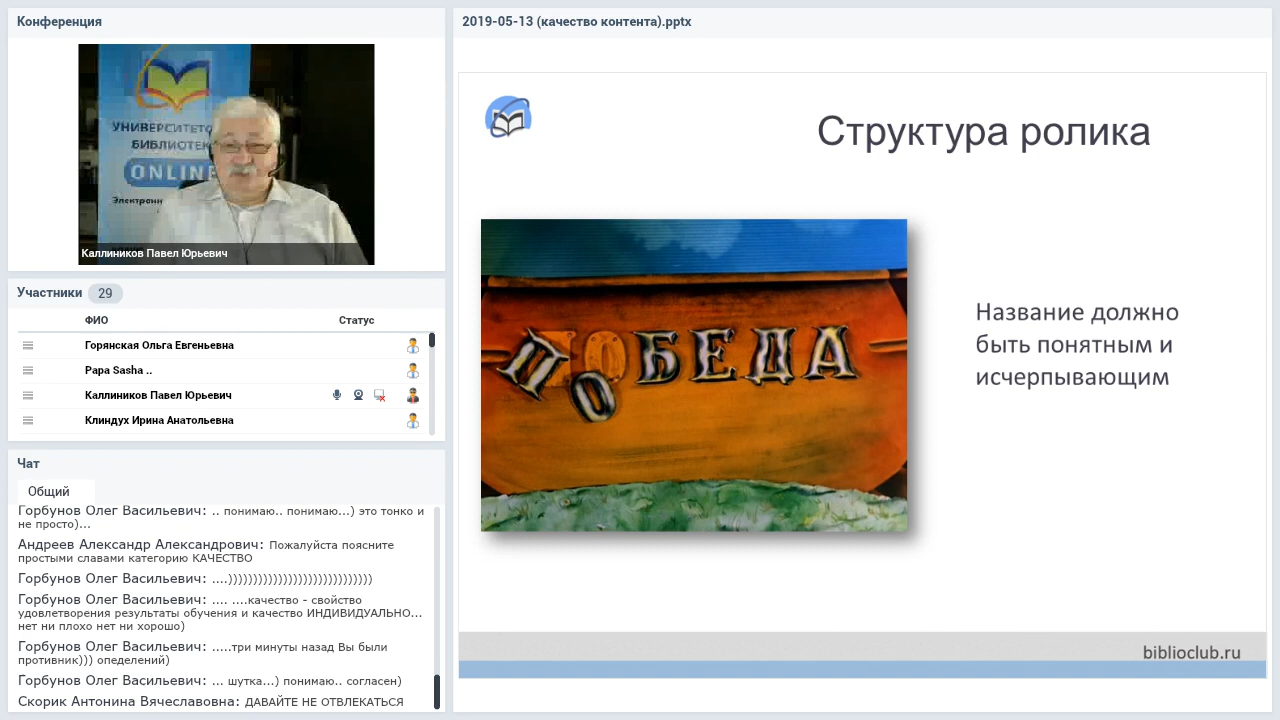 Конференция
УНИВЕРСИТЕТ
БИБЛИОТЕК
ONLINE
Электронн
Каллиников Павел Юрьевич
Участники 29
ФИО Статус
Горянская Ольга Евгеньевна
Papa Sasha ..
Каллиников Павел Юрьевич
Клиндух Ирина Анатольевна
Чат
Общий
Горбунов Олег Васильевич: .. понимаю.. понимаю...) это тонко и
не просто)...
Андреев Александр Александрович: Пожалуйста поясните
простыми славами категорию КАЧЕСТВО
Горбунов Олег Васильевич: ....)))))))))))))))))))))))))))))
Горбунов Олег Васильевич: .... ....качество - свойство
удовлетворения результаты обучения и качество ИНДИВИДУАЛЬНО...
нет ни плохо нет ни хорошо)
Горбунов Олег Васильевич: .....три минуты назад Вы были
противник))) опеделений)
Горбунов Олег Васильевич: ... шутка...) понимаю.. согласен)
Скорик Антонина Вячеславовна: ДАВАЙТЕ НЕ ОТВЛЕКАТЬСЯ
2019-05-13 (качество контента).pptx
Структура ролика
ПОБЕДА
Название должно
быть понятным и
исчерпывающим
biblioclub.ru